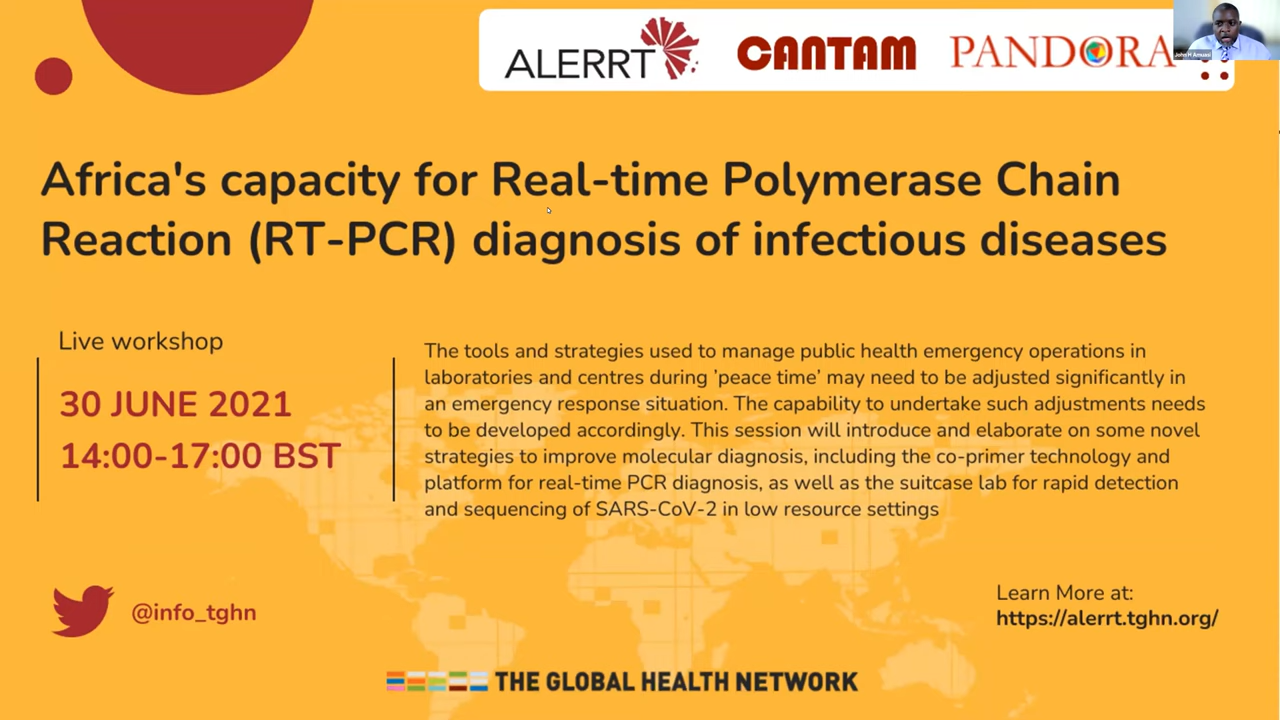 ALERRT
CANTAM
PANDORA
John H Amuasi
Africa's capacity for Real-time Polymerase Chain
Reaction (RT-PCR) diagnosis of infectious diseases
Live workshop
30 JUNE 2021
14:00-17:00 BST
The tools and strategies used to manage public health emergency operations in
laboratories and centres during 'peace time' may need to be adjusted significantly in
an emergency response situation. The capability to undertake such adjustments needs
to be developed accordingly. This session will introduce and elaborate on some novel
strategies to improve molecular diagnosis, including the co-primer technology and
platform for real-time PCR diagnosis, as well as the suitcase lab for rapid detection
and sequencing of SARS-CoV-2 in low resource settings
@info_tghn
Learn More at:
https://alerrt.tghn.org/
THE GLOBAL HEALTH NETWORK